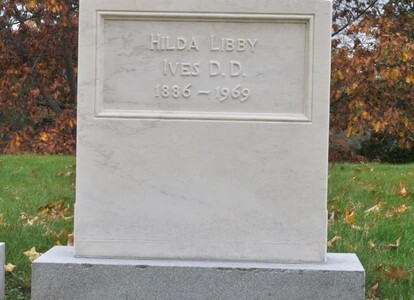 HILDA LIBBY
IVES D.D.
1886 – 1969